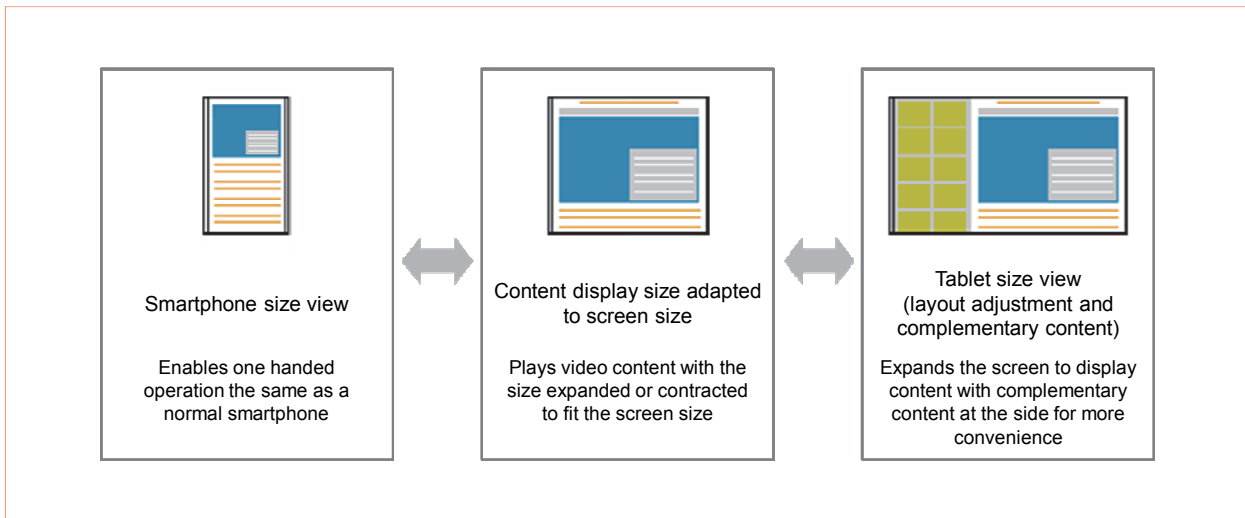 Smartphone size view
Enables one handed
operation the same as a
normal smartphone
Content display size adapted
to screen size
Plays video content with the
size expanded or contracted
to fit the screen size
Tablet size view
(layout adjustment and
complementary content)
Expands the screen to display
content with complementary
content at the side for more
convenience